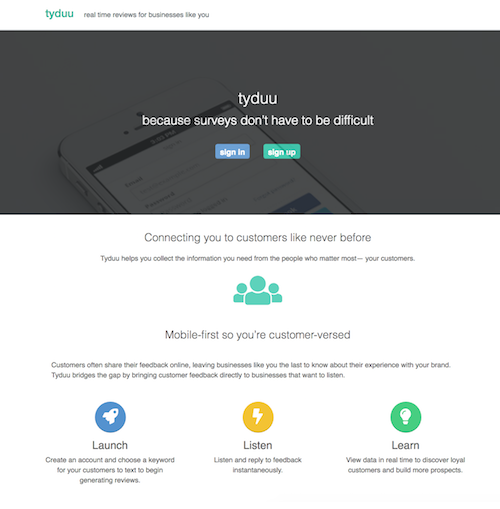 tyduu real time reviews for businesses like you
tyduu
because surveys don't have to be difficult
sign in sign up
Connecting you to customers like never before
Tyduu helps you collect the information you need from the people who matter most— your customers.
Mobile-first so you're customer-versed
Customers often share their feedback online, leaving businesses like you the last to know about their experience with your brand.
Tyduu bridges the gap by bringing customer feedback directly to businesses that want to listen.
Launch
Create an account and choose a keyword
for your customers to text to begin
generating reviews.
Listen
Listen and reply to feedback
instantaneously.
Learn
View data in real time to discover loyal
customers and build more prospects.